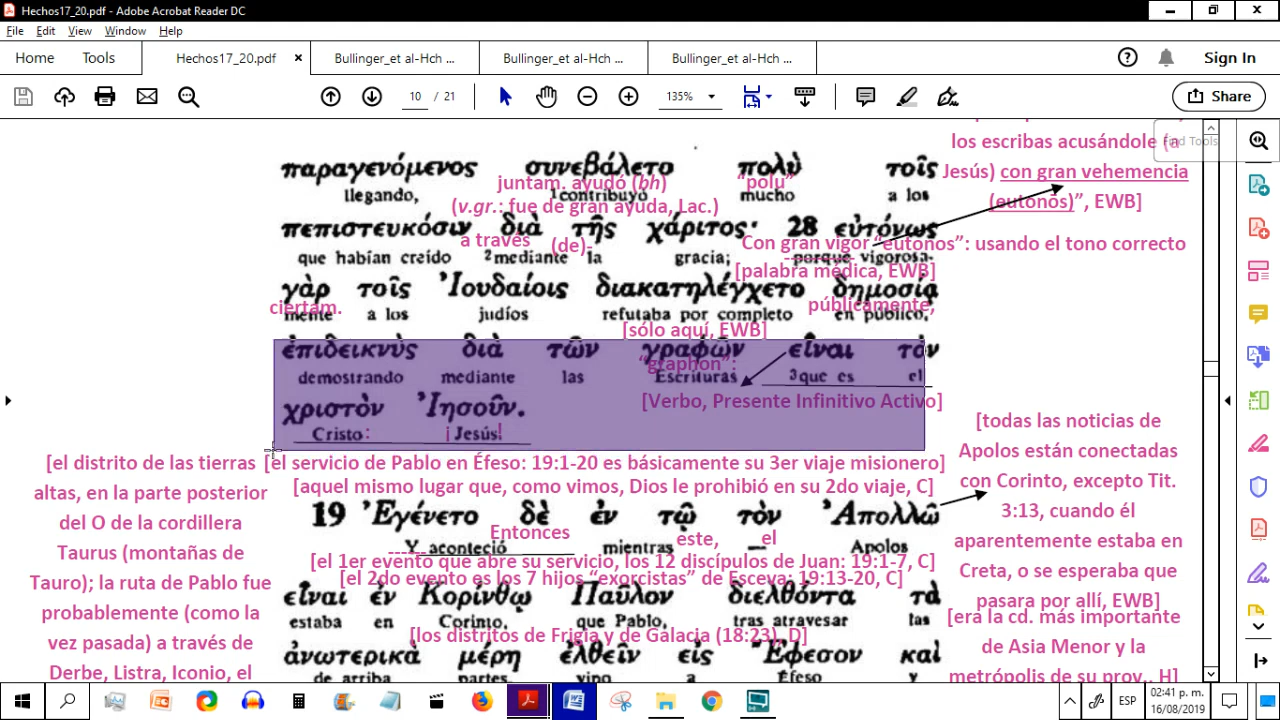 Hechos17_20.pdf - Adobe Acrobat Reader DC
File Edit View Window Help
Home Tools Hechos17_20.pdf × Bullinger_et al-Hch ... Bullinger_et al-Hch ... Bullinger_et al-Hch ... Sign In
10 / 21 135% Share
los escribas acusándole (a
Find Tools
παραγενόμενος συνεβάλετο πολὺ τοῖς
Jesús) con gran vehemencia
juntam. ayudó (bh) "polu"
llegando, ¹contribuyó mucho a los
(v.gr.: fue de gran ayuda, Lac.)
(eutonos)", EWB]
πεπιστευκόσιν διὰ τῆς χάριτος· 28 εὐτόνως
a través (de)- Con gran vigor "eutonos": usando el tono correcto
que habían creído ²mediante la gracia; porque vigorosa-
[palabra médica, EWB]
γὰρ τοῖς Ἰουδαίοις διακατηλέγχετο δημοσίᾳ
ciertam. públicamente,
mente a los judíos refutaba por completo en público,
[sólo aquí, EWB]
ἐπιδεικνὺς διὰ τῶν γραφῶν εἶναι τὸν
"graphon":
demostrando mediante las Escrituras ³que es el
[Verbo, Presente Infinitivo Activo]
χριστὸν Ἰησοῦν.
Cristo: ¡Jesús!
[el servicio de Pablo en Éfeso: 19:1-20 es básicamente su 3er viaje misionero]
[aquel mismo lugar que, como vimos, Dios le prohibió en su 2do viaje, C]
19 Ἐγένετο δὲ ἐν τῷ τὸν Ἀπολλῶ
Entonces este, el
Y aconteció mientras Apolos
[el 1er evento que abre su servicio, los 12 discípulos de Juan: 19:1-7, C]
[el 2do evento es los 7 hijos "exorcistas" de Esceva: 19:13-20, C]
εἶναι ἐν Κορίνθῳ Παῦλον διελθόντα τὰ
estaba en Corinto, que Pablo, tras atravesar las
[los distritos de Frigia y de Galacia (18:23), D]
ἀνωτερικὰ μέρη ἐλθεῖν εἰς Ἔφεσον καὶ
de arriba partes, vino a Éfeso y
[el distrito de las tierras
altas, en la parte posterior
del O de la cordillera
Taurus (montañas de
Tauro); la ruta de Pablo fue
probablemente (como la
vez pasada) a través de
Derbe, Listra, Iconio, el
[todas las noticias de
Apolos están conectadas
con Corinto, excepto Tit.
3:13, cuando él
aparentemente estaba en
Creta, o se esperaba que
pasara por allí, EWB]
[era la cd. más importante
de Asia Menor y la
metrópolis de su prov., H]
ESP 02:41 p. m.
16/08/2019